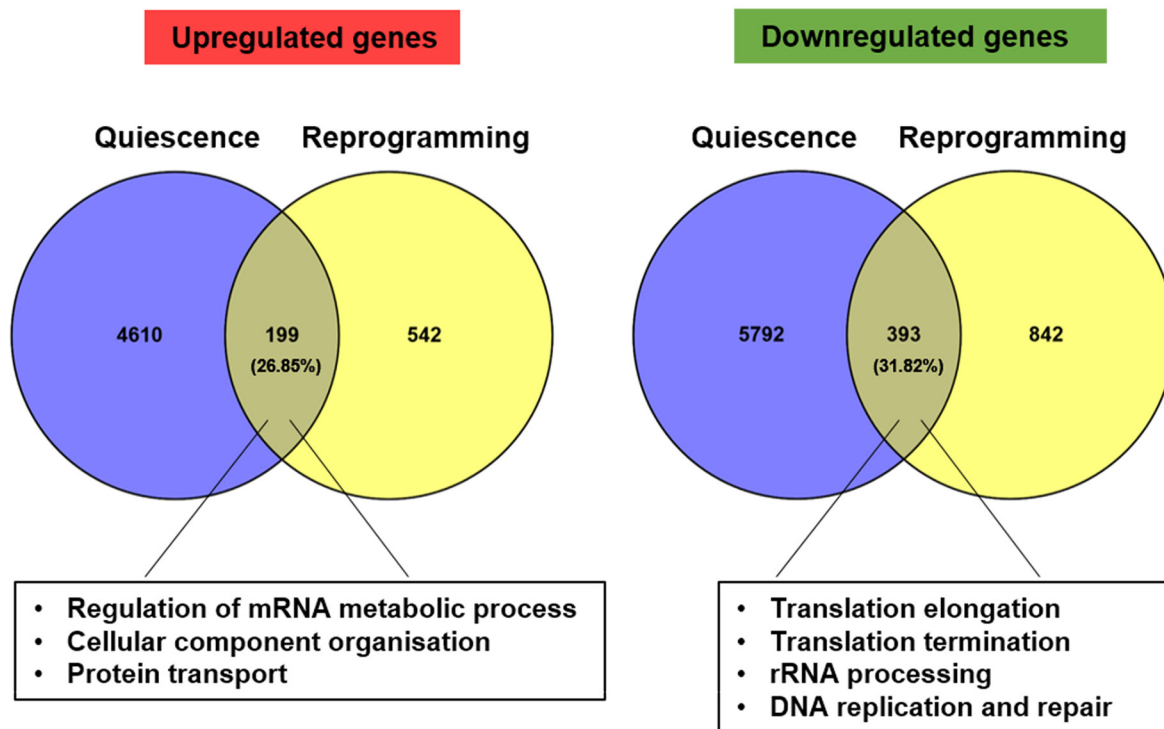 Upregulated genes
Downregulated genes
Quiescence Reprogramming
Quiescence Reprogramming
4610 199 542
(26.85%)
5792 393 842
(31.82%)
• Regulation of mRNA metabolic process
• Cellular component organisation
• Protein transport
• Translation elongation
• Translation termination
• rRNA processing
• DNA replication and repair